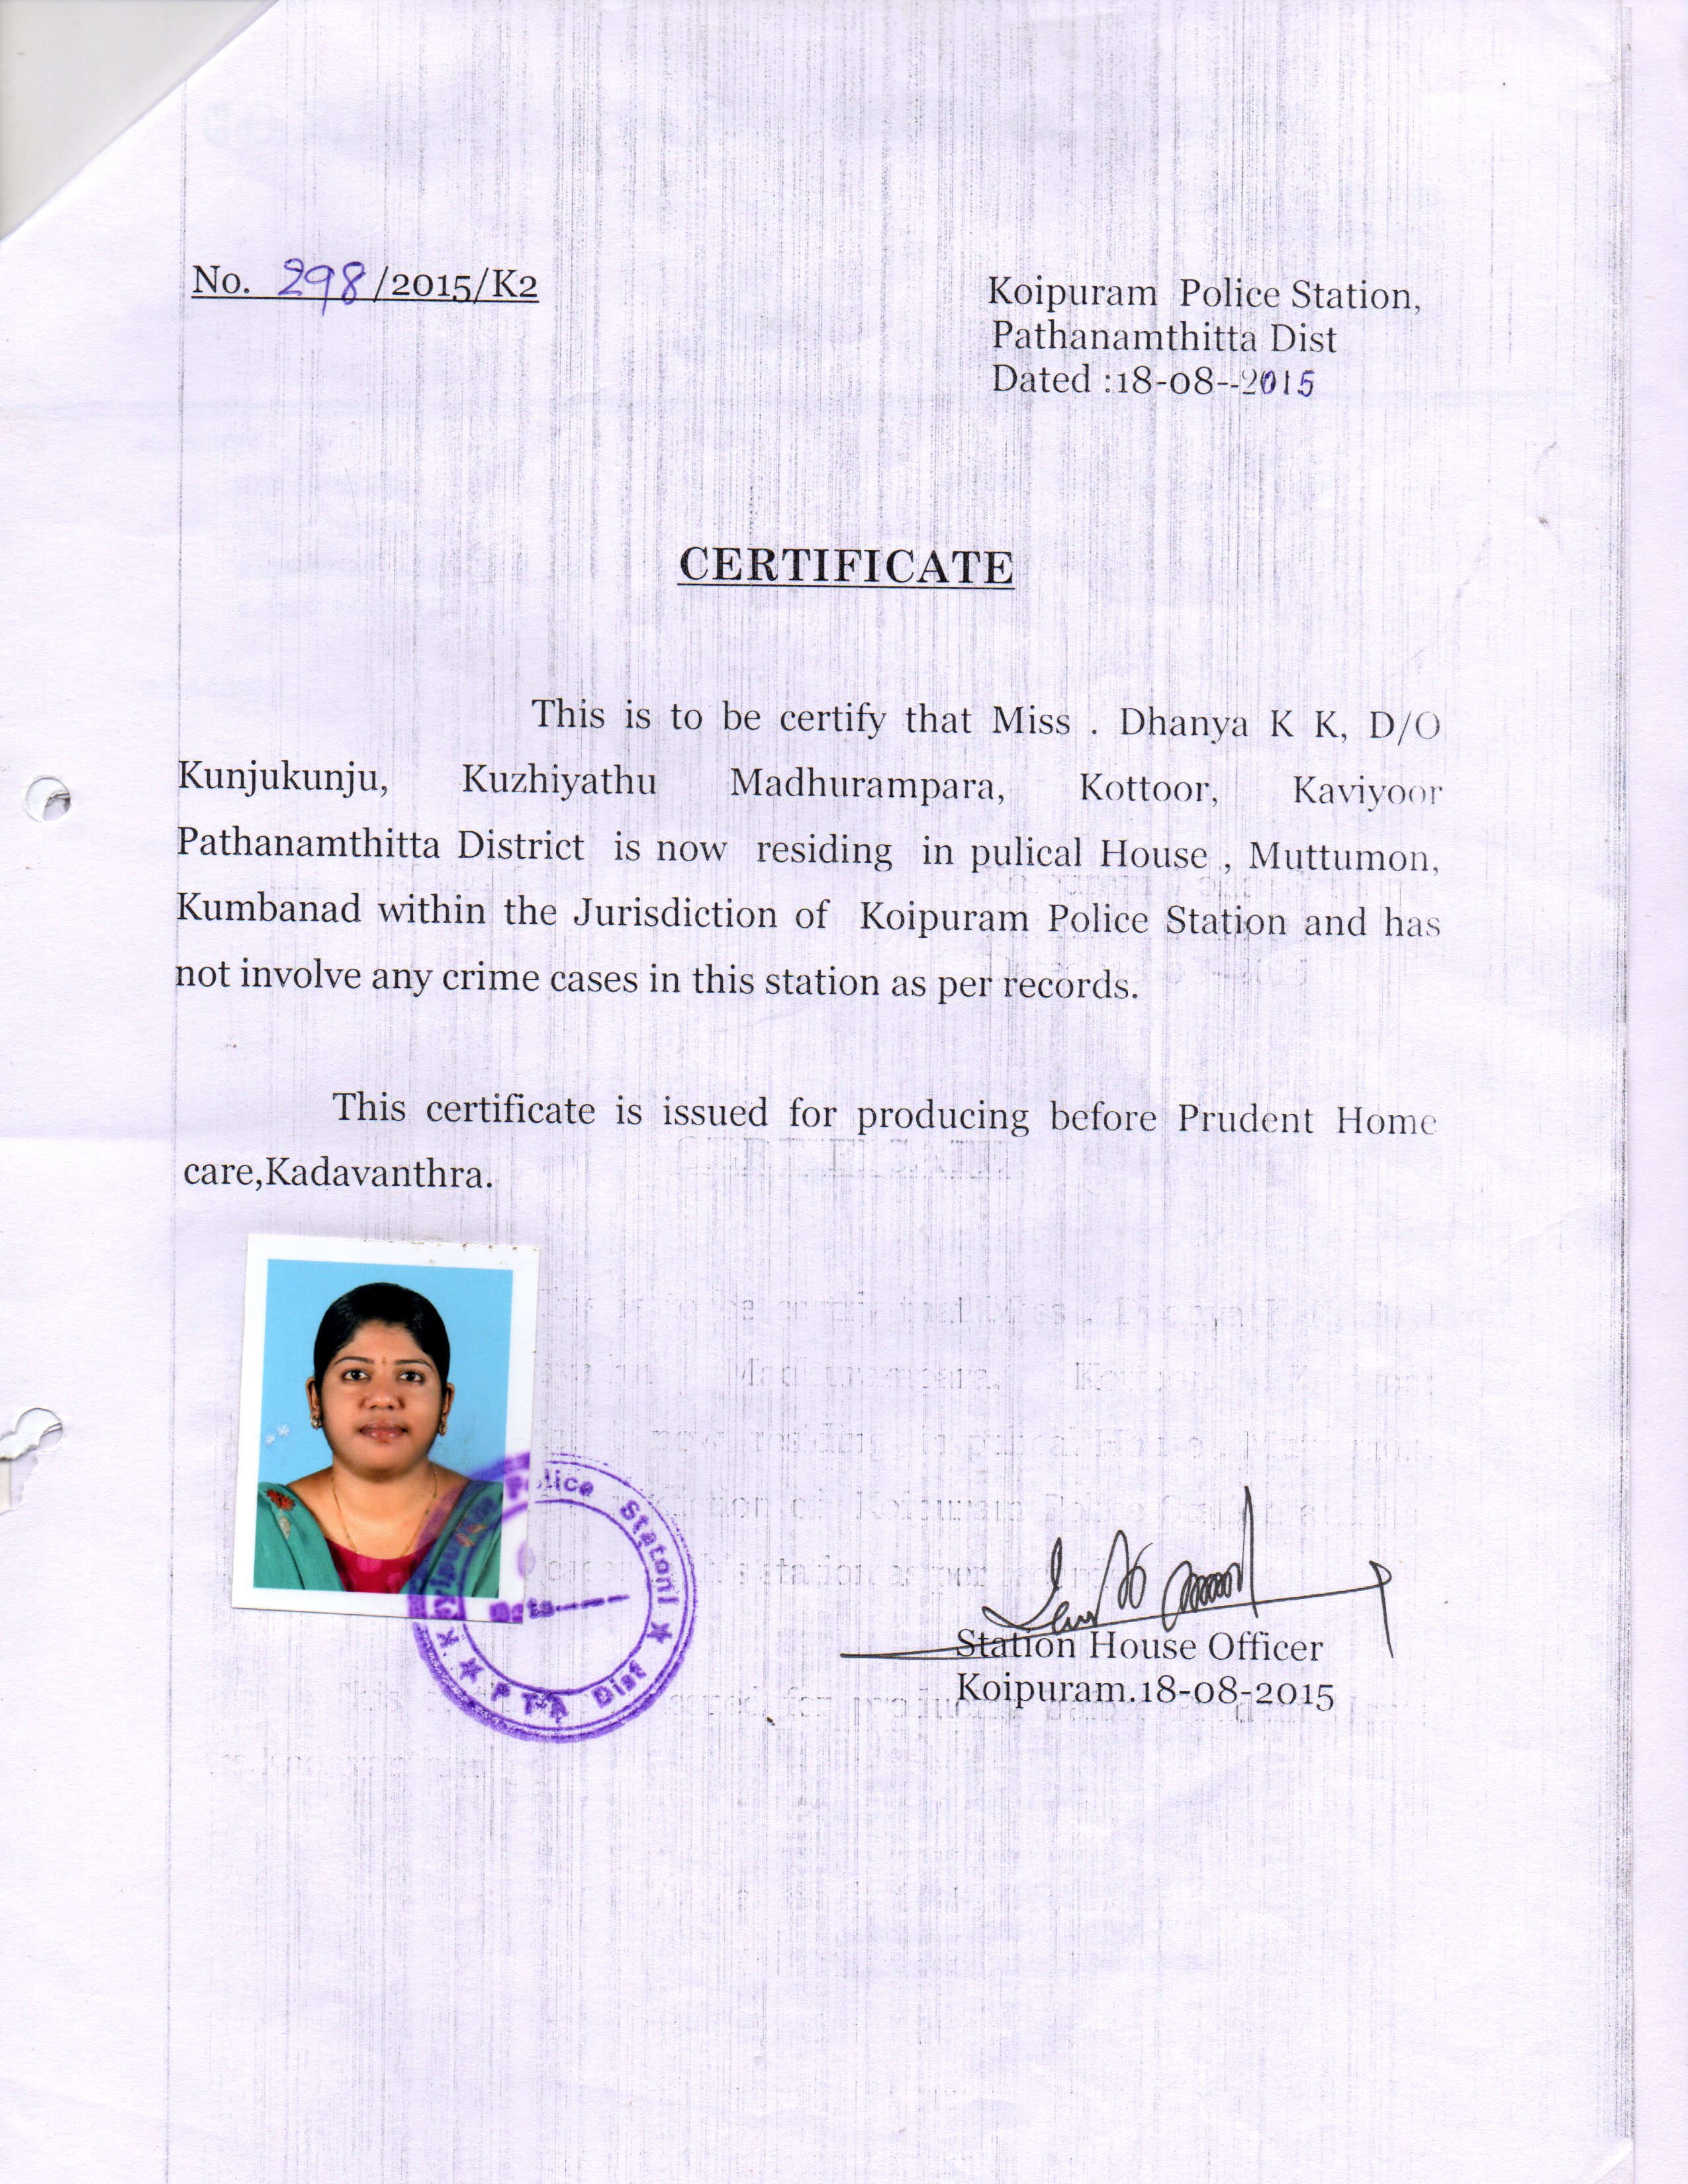 No. 298/2015/K2
Koipuram Police Station,
Pathanamthitta Dist
Dated :18-08--2015
CERTIFICATE
This is to be certify that Miss . Dhanya K K, D/O
Kunjukunju, Kuzhiyathu Madhurampara, Kottoor, Kaviyoor
Pathanamthitta District is now residing in pulical House , Muttumon,
Kumbanad within the Jurisdiction of Koipuram Police Station and has
not involve any crime cases in this station as per records.
This certificate is issued for producing before Prudent Home
care,Kadavanthra.
Police Statoni
PTA Dist
Station House Officer
Koipuram.18-08-2015